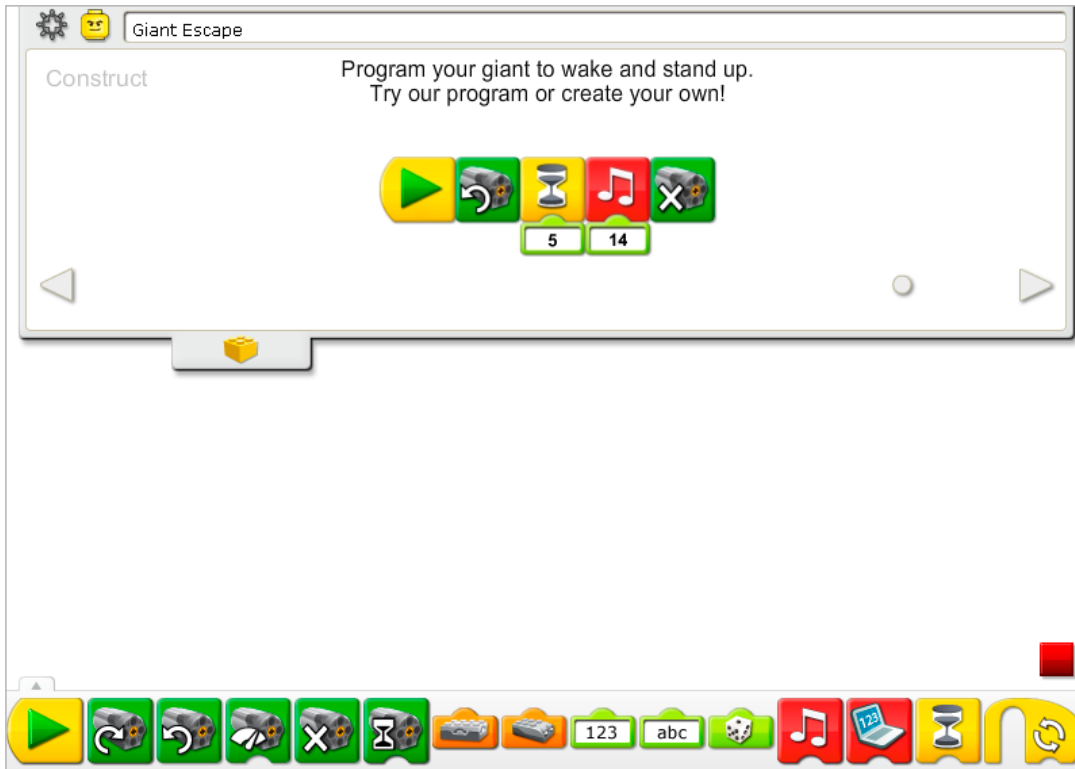 Giant Escape
Construct
Program your giant to wake and stand up.
Try our program or create your own!
5 14
123 abc 123